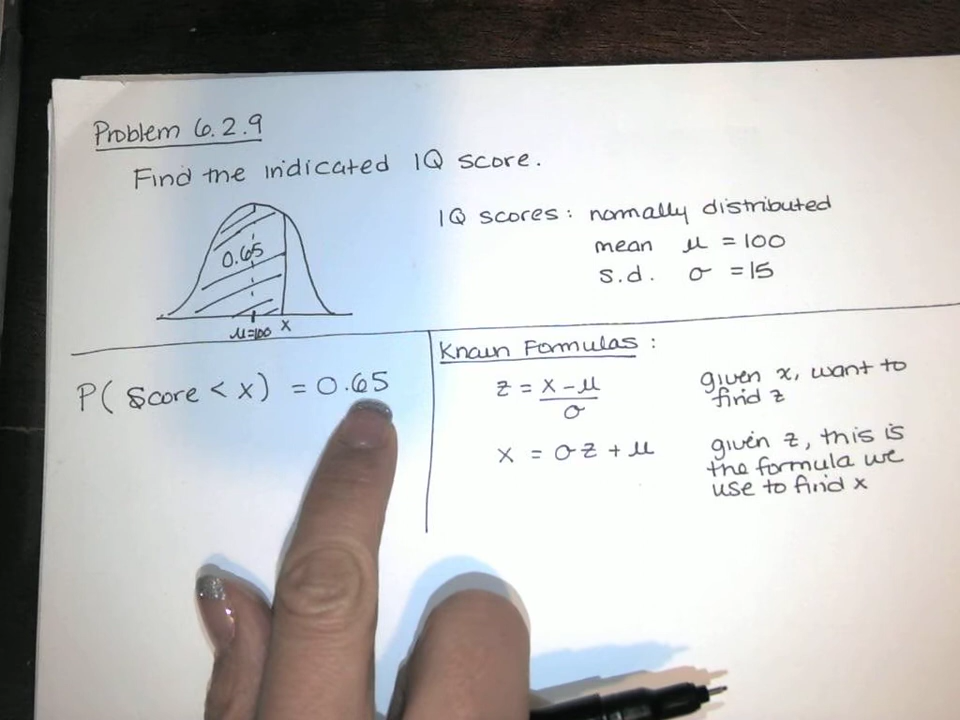 Problem 6.2.9
Find the indicated IQ score.
0.65
μ=100 x
IQ scores: normally distributed
mean μ = 100
s.d. σ = 15
P( Score < x) = 0.65
Known Formulas:
z = x - μ / σ
given x, want to
find z
x = σz + μ
given z, this is
the formula we
use to find x